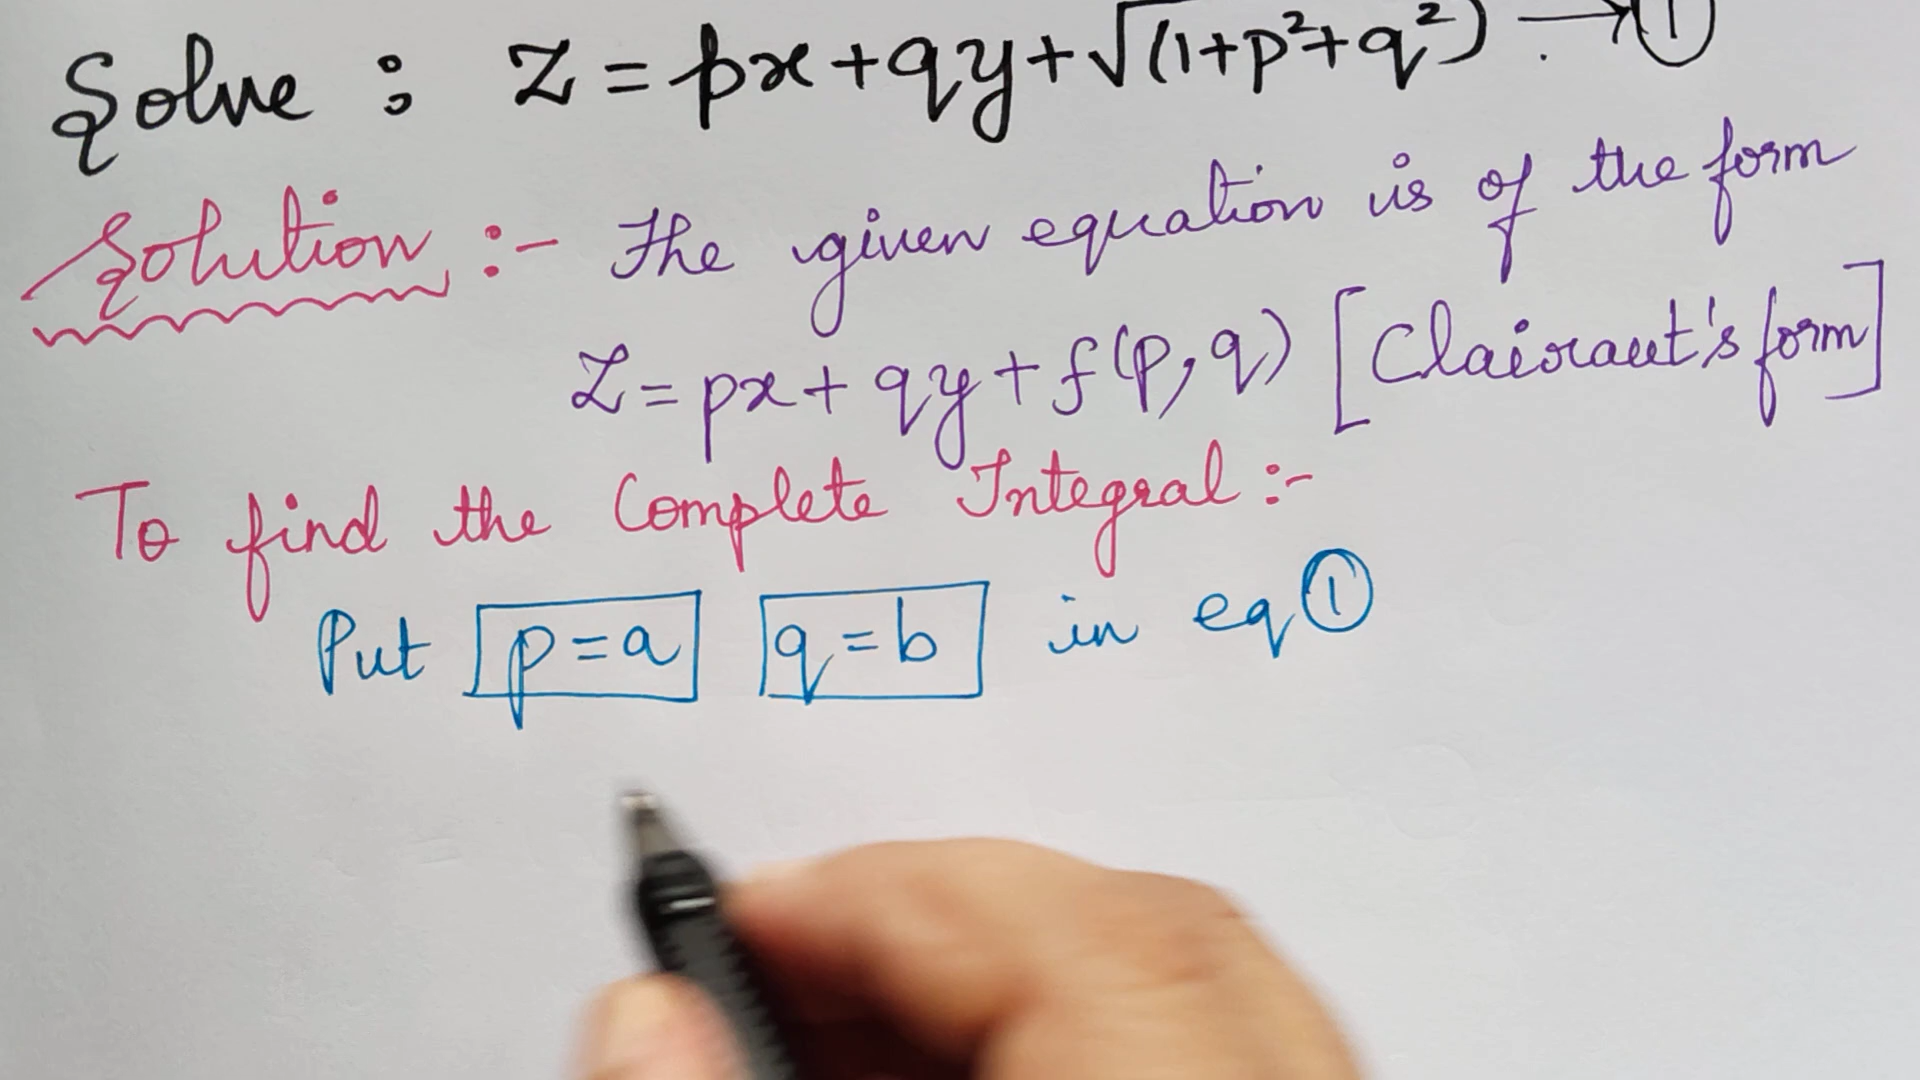 Solve : Z = px + qy + √(1+p²+q²) . → ①
Solution :- The given equation is of the form
Z = px + qy + f(p, q) [Clairaut's form]
To find the Complete Integral :-
Put p = a q = b in eq ①